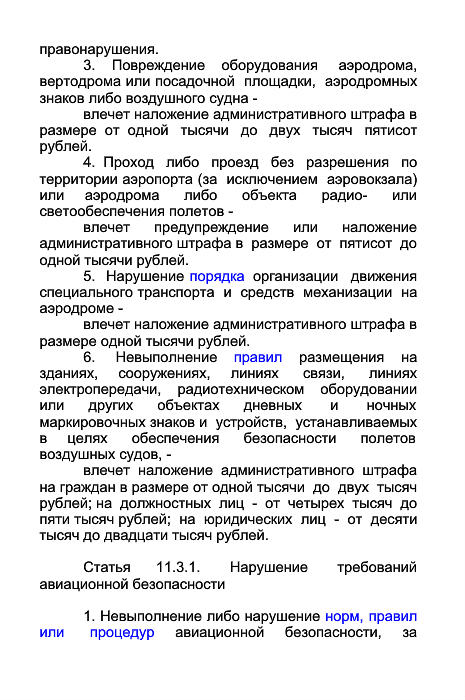 правонарушения.
3. Повреждение оборудования аэродрома,
вертодрома или посадочной площадки, аэродромных
знаков либо воздушного судна -
влечет наложение административного штрафа в
размере от одной тысячи до двух тысяч пятисот
рублей.
4. Проход либо проезд без разрешения по
территории аэропорта (за исключением аэровокзала)
или аэродрома либо объекта радио- или
светообеспечения полетов -
влечет предупреждение или наложение
административного штрафа в размере от пятисот до
одной тысячи рублей.
5. Нарушение порядка организации движения
специального транспорта и средств механизации на
аэродроме -
влечет наложение административного штрафа в
размере одной тысячи рублей.
6. Невыполнение правил размещения на
зданиях, сооружениях, линиях связи, линиях
электропередачи, радиотехническом оборудовании
или других объектах дневных и ночных
маркировочных знаков и устройств, устанавливаемых
в целях обеспечения безопасности полетов
воздушных судов, -
влечет наложение административного штрафа
на граждан в размере от одной тысячи до двух тысяч
рублей; на должностных лиц - от четырех тысяч до
пяти тысяч рублей; на юридических лиц - от десяти
тысяч до двадцати тысяч рублей.
Статья 11.3.1. Нарушение требований
авиационной безопасности
1. Невыполнение либо нарушение норм, правил
или процедур авиационной безопасности, за